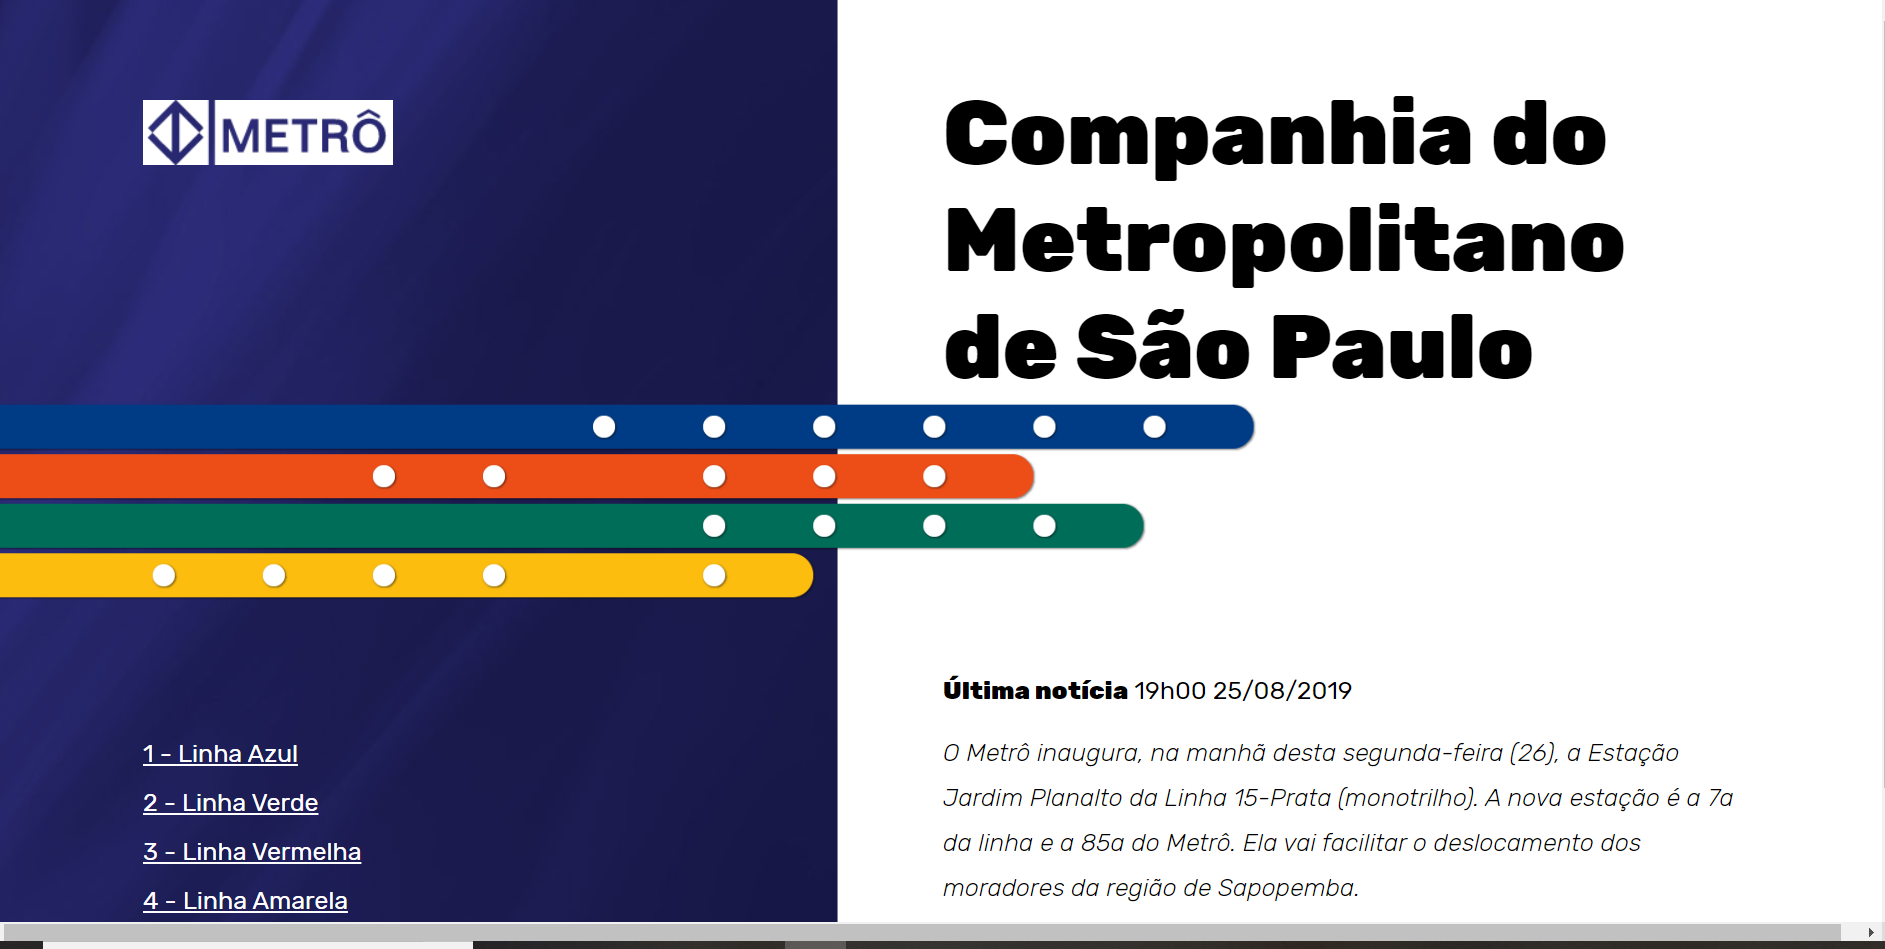 METRÔ
Companhia do
Metropolitano
de São Paulo
1 - Linha Azul
2 - Linha Verde
3 - Linha Vermelha
4 - Linha Amarela
Última notícia 19h00 25/08/2019
O Metrô inaugura, na manhã desta segunda-feira (26), a Estação
Jardim Planalto da Linha 15-Prata (monotrilho). A nova estação é a 7a
da linha e a 85a do Metrô. Ela vai facilitar o deslocamento dos
moradores da região de Sapopemba.